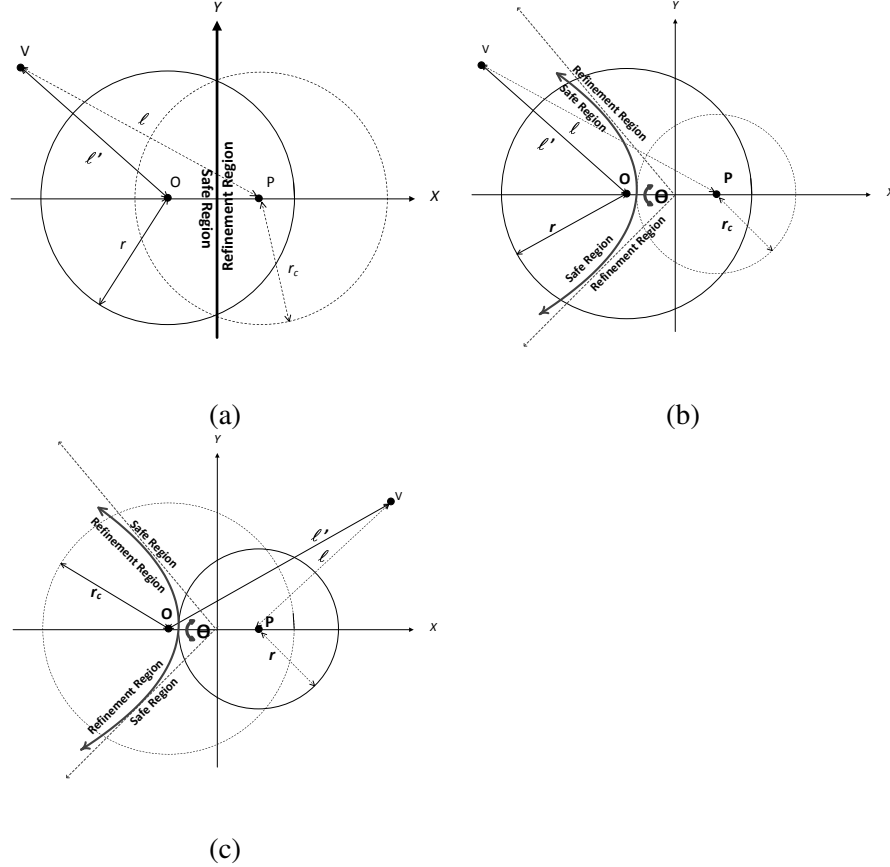 Y
V
ℓ
ℓ'
O
P
X
Safe Region
Refinement Region
r
r_c
(a)
Y
V
Refinement Region
Safe Region
ℓ
ℓ'
O
P
Θ
X
r
r_c
Safe Region
Refinement Region
(b)
Y
V
Safe Region
Refinement Region
ℓ'
ℓ
r_c
O
P
Θ
X
r
Refinement Region
Safe Region
(c)